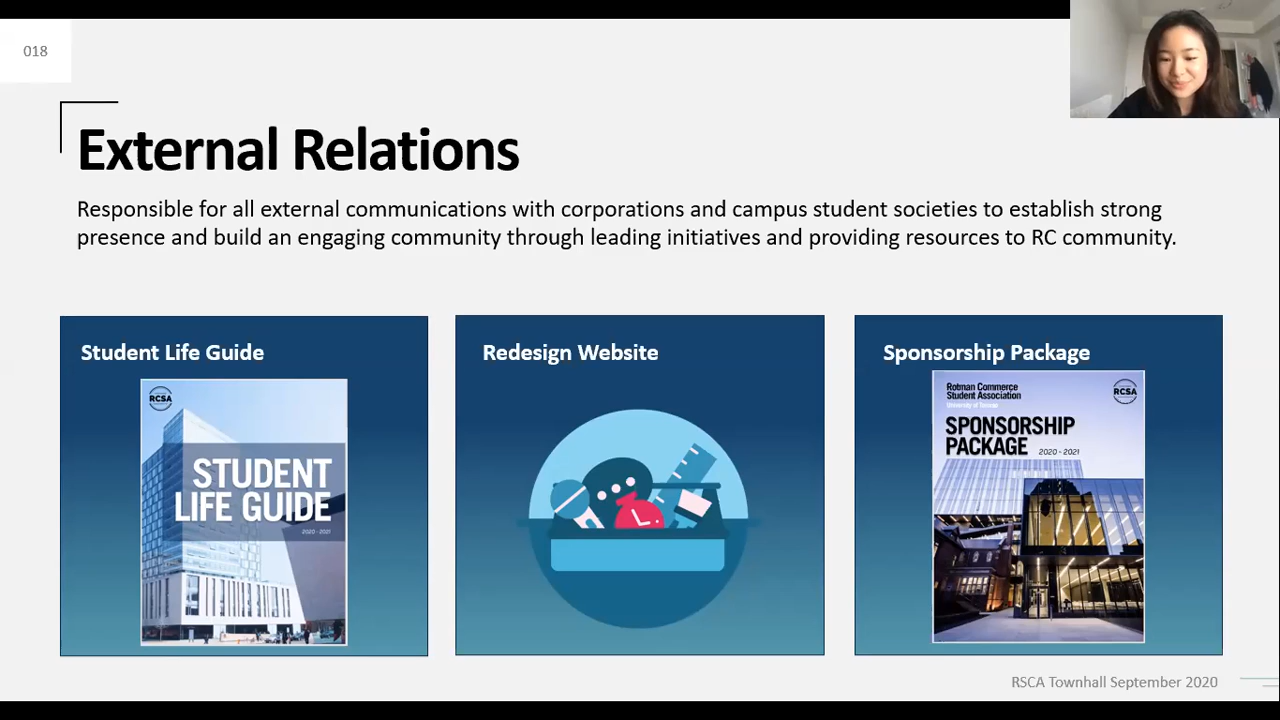 018
External Relations
Responsible for all external communications with corporations and campus student societies to establish strong
presence and build an engaging community through leading initiatives and providing resources to RC community.
Student Life Guide
RCSA
STUDENT
LIFE GUIDE
2020 - 2021
Redesign Website
Sponsorship Package
Rotman Commerce
Student Association
University of Toronto
RCSA
SPONSORSHIP
PACKAGE 2020 - 2021
RSCA Townhall September 2020